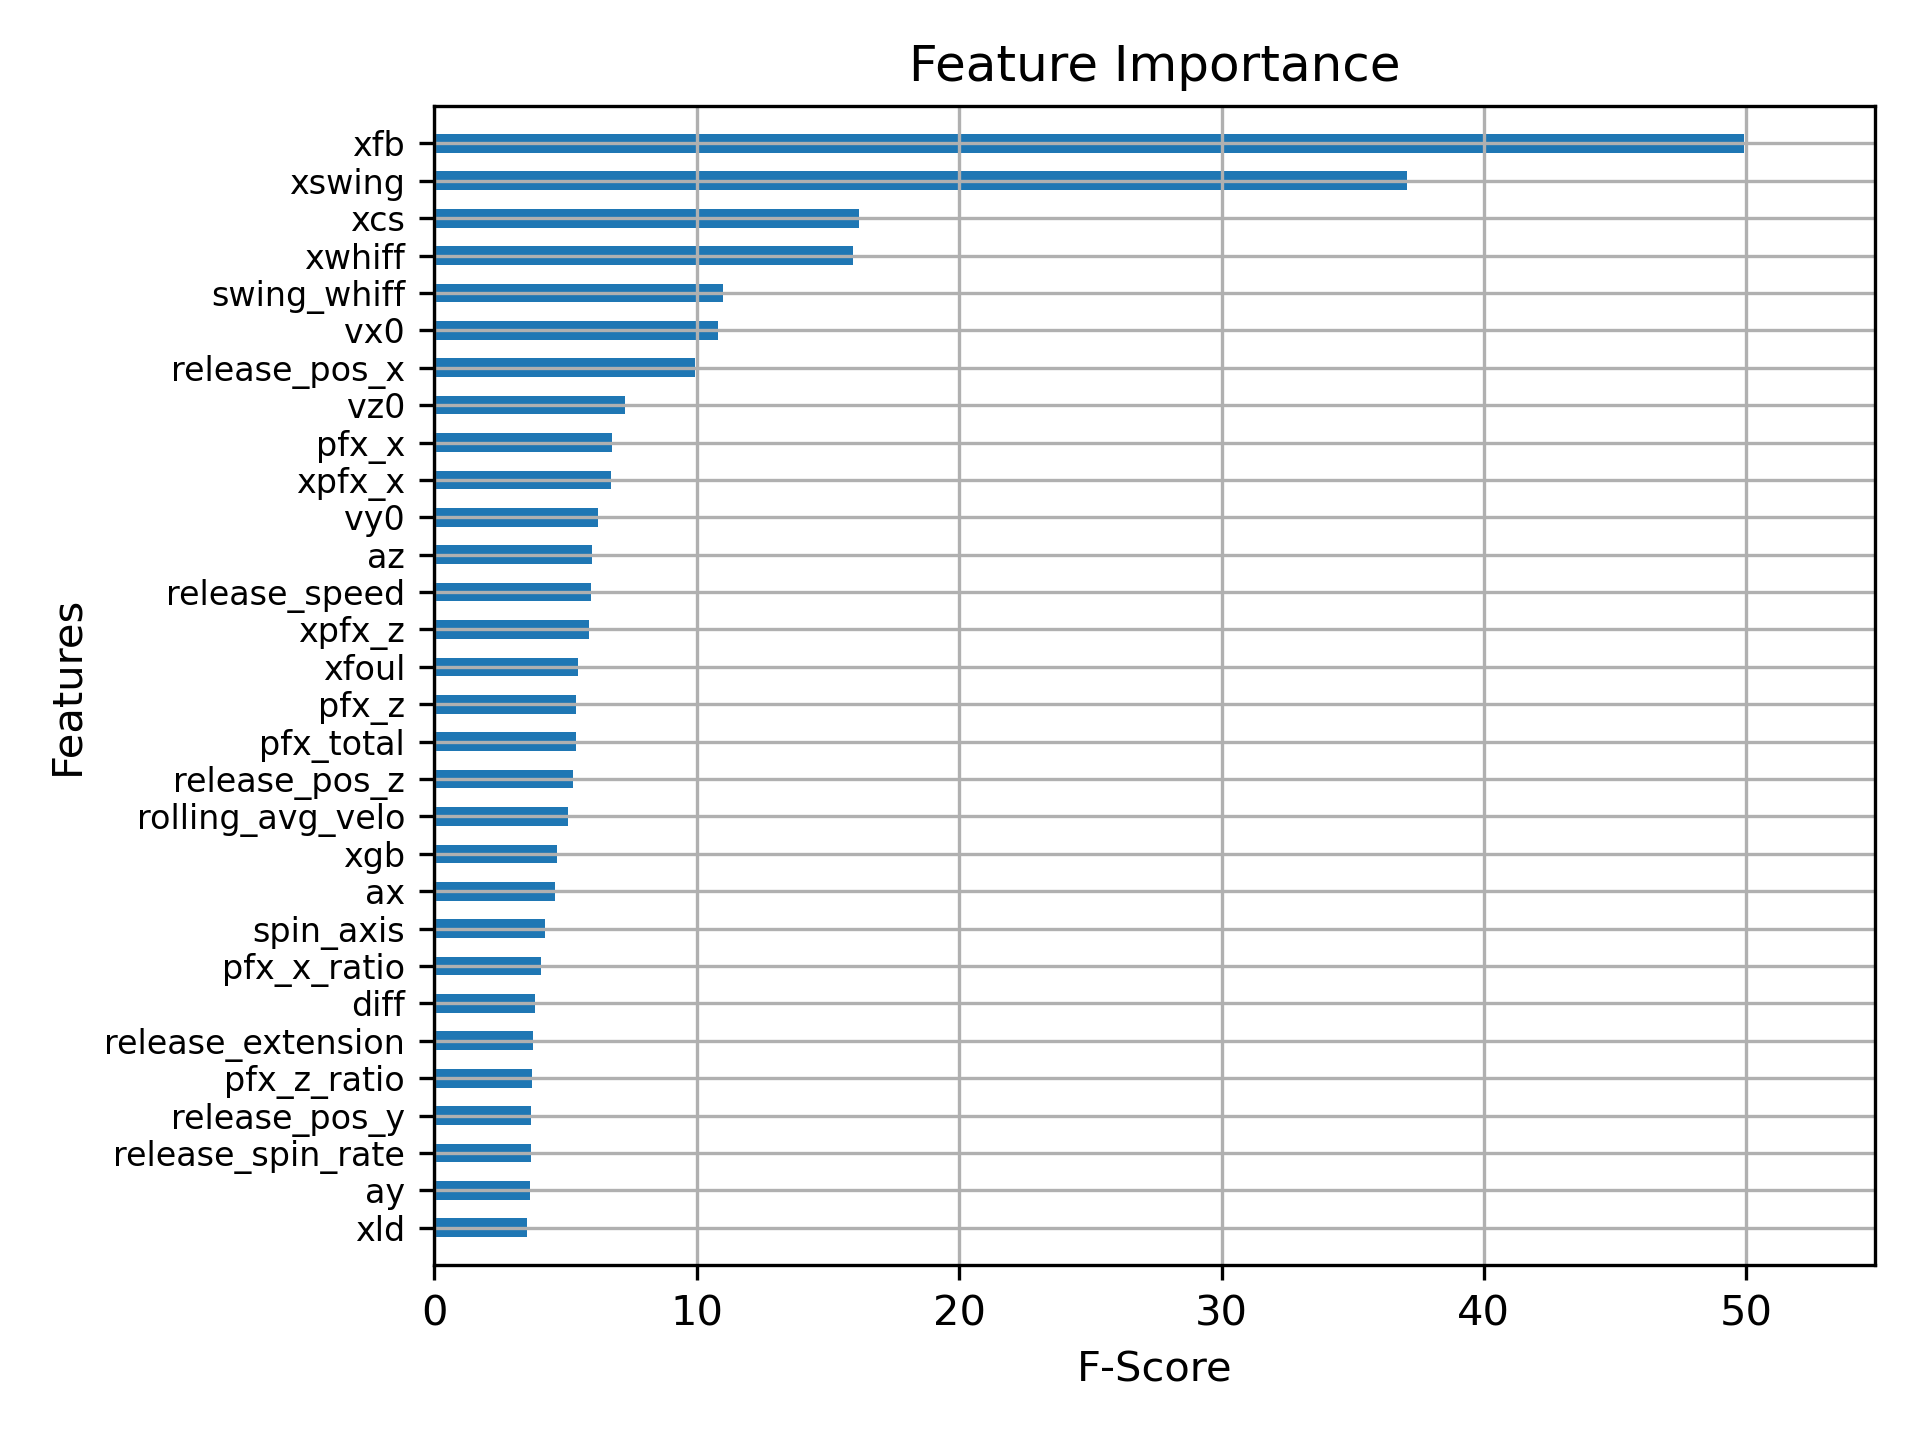 Feature Importance
xfb
xswing
xcs
xwhiff
swing_whiff
vx0
release_pos_x
vz0
pfx_x
xpfx_x
vy0
az
release_speed
xpfx_z
xfoul
pfx_z
pfx_total
release_pos_z
rolling_avg_velo
xgb
ax
spin_axis
pfx_x_ratio
diff
release_extension
pfx_z_ratio
release_pos_y
release_spin_rate
ay
xld
Features
0 10 20 30 40 50
F-Score